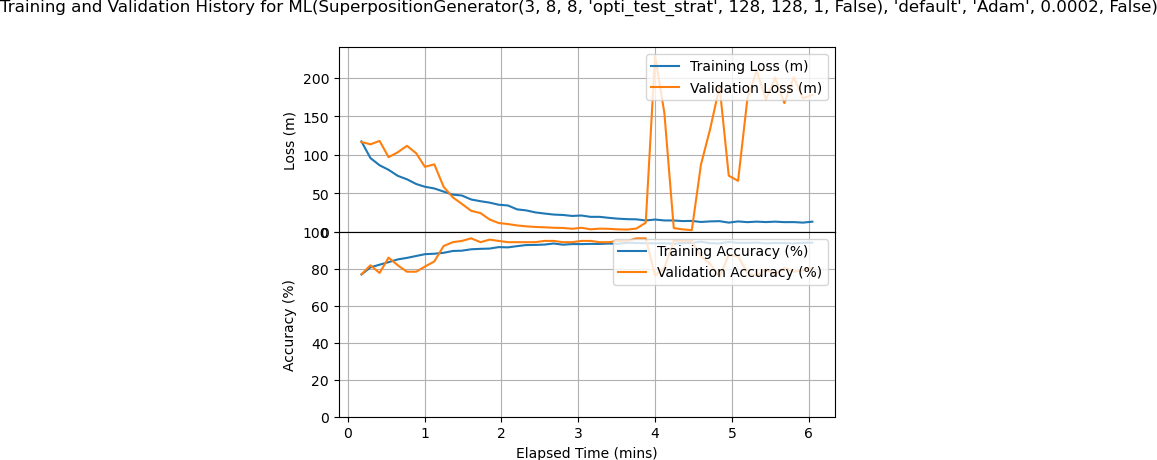 Training and Validation History for ML(SuperpositionGenerator(3, 8, 8, 'opti_test_strat', 128, 128, 1, False), 'default', 'Adam', 0.0002, False)
Training Loss (m)
Validation Loss (m)
200
150
100
50
0
Loss (m)
Training Accuracy (%)
Validation Accuracy (%)
100
80
60
40
20
0
Accuracy (%)
0 1 2 3 4 5 6
Elapsed Time (mins)